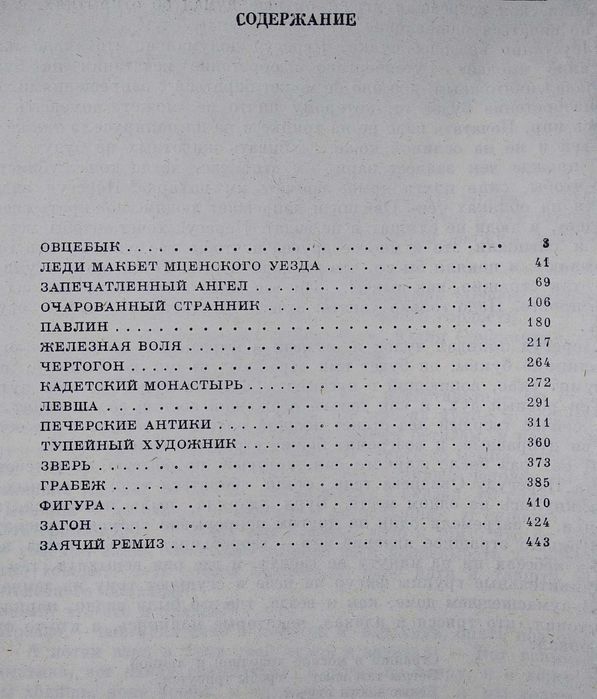 СОДЕРЖАНИЕ
ОВЦЕБЫК . . . . . . . . . . . . . . . . . . . . . 3
ЛЕДИ МАКБЕТ МЦЕНСКОГО УЕЗДА . . . . . . . . . . . 41
ЗАПЕЧАТЛЕННЫЙ АНГЕЛ . . . . . . . . . . . . . . . 69
ОЧАРОВАННЫЙ СТРАННИК . . . . . . . . . . . . . . 106
ПАВЛИН . . . . . . . . . . . . . . . . . . . . . 180
ЖЕЛЕЗНАЯ ВОЛЯ . . . . . . . . . . . . . . . . . . 217
ЧЕРТОГОН . . . . . . . . . . . . . . . . . . . . 264
КАДЕТСКИЙ МОНАСТЫРЬ . . . . . . . . . . . . . . . 272
ЛЕВША . . . . . . . . . . . . . . . . . . . . . . 291
ПЕЧЕРСКИЕ АНТИКИ . . . . . . . . . . . . . . . . 311
ТУПЕЙНЫЙ ХУДОЖНИК . . . . . . . . . . . . . . . . 360
ЗВЕРЬ . . . . . . . . . . . . . . . . . . . . . . 373
ГРАБЕЖ . . . . . . . . . . . . . . . . . . . . . 385
ФИГУРА . . . . . . . . . . . . . . . . . . . . . 410
ЗАГОН . . . . . . . . . . . . . . . . . . . . . . 424
ЗАЯЧИЙ РЕМИЗ . . . . . . . . . . . . . . . . . . 443